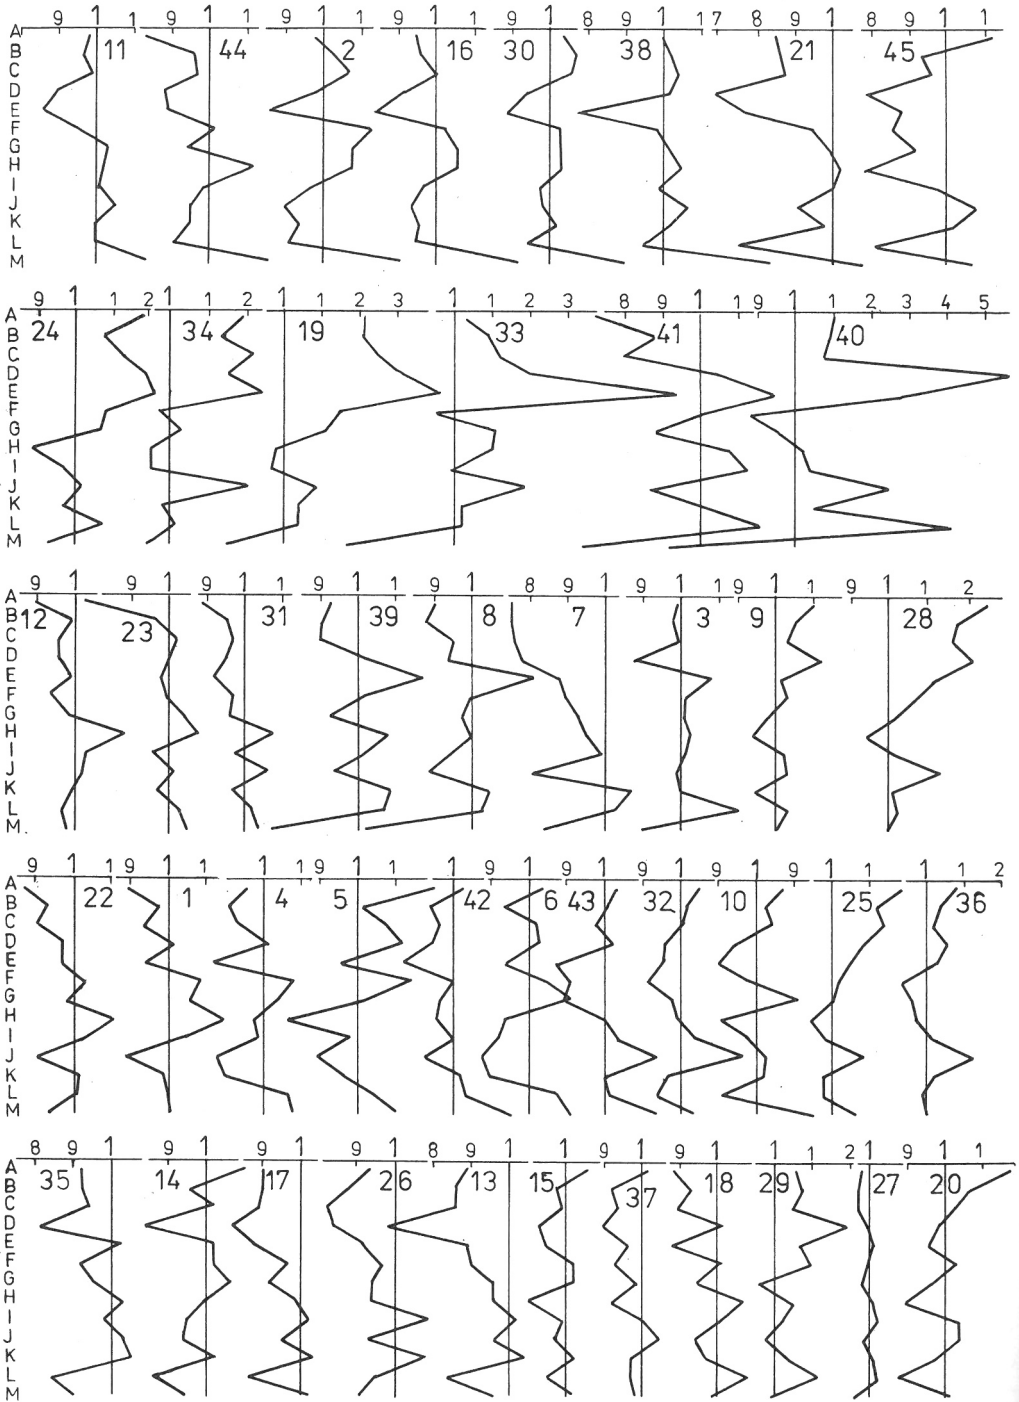 9 1 1 9 1 1 9 1 1 9 1 1 9 1 8 9 1 17 8 9 1 8 9 1 1
A
B 11 44 2 16 30 38 21 45
C
D
E
F
G
H
I
J
K
L
M
9 1 1 2 1 1 2 1 1 2 3 1 1 2 3 8 9 1 1 9 1 1 2 3 4 5
A
B 24 34 19 33 41 40
C
D
E
F
G
H
I
J
K
L
M
9 1 9 1 9 1 1 9 1 1 9 1 8 9 1 9 1 9 1 1 9 1 1 2
A
B 12 23 31 39 8 7 3 9 28
C
D
E
F
G
H
I
J
K
L
M
9 1 1 9 1 1 1 1 9 1 1 1 9 1 9 1 9 1 1 9 1 1 1 2
A
B 22 1 4 5 42 6 43 32 10 25 36
C
D
E
F
G
H
I
J
K
L
M
8 9 1 9 1 9 1 9 1 8 9 1 1 9 1 9 1 1 1 2 1 9 1 1
A
B 35 14 17 26 13 15 37 18 29 27 20
C
D
E
F
G
H
I
J
K
L
M